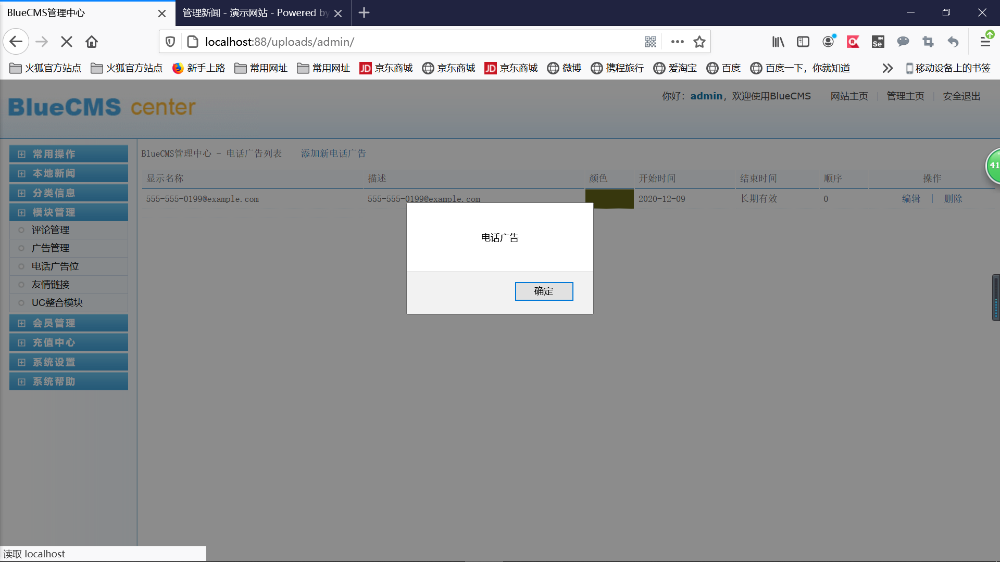 BlueCMS管理中心
管理新闻 - 演示网站 - Powered by
localhost:88/uploads/admin/
火狐官方站点 火狐官方站点 新手上路 常用网址 常用网址 JD 京东商城 京东商城 JD 京东商城 微博 携程旅行 爱淘宝 百度 百度一下，你就知道 移动设备上的书签
BlueCMS center
你好：admin，欢迎使用BlueCMS 网站主页 | 管理主页 | 安全退出
常用操作
本地新闻
分类信息
模块管理
评论管理
广告管理
电话广告位
友情链接
UC整合模块
会员管理
充值中心
系统设置
系统帮助
BlueCMS管理中心 - 电话广告列表 添加新电话广告
显示名称 描述 颜色 开始时间 结束时间 顺序 操作
555-555-0199@example.com 555-555-0199@example.com 2020-12-09 长期有效 0 编辑 | 删除
电话广告
确定
41
Se
读取 localhost